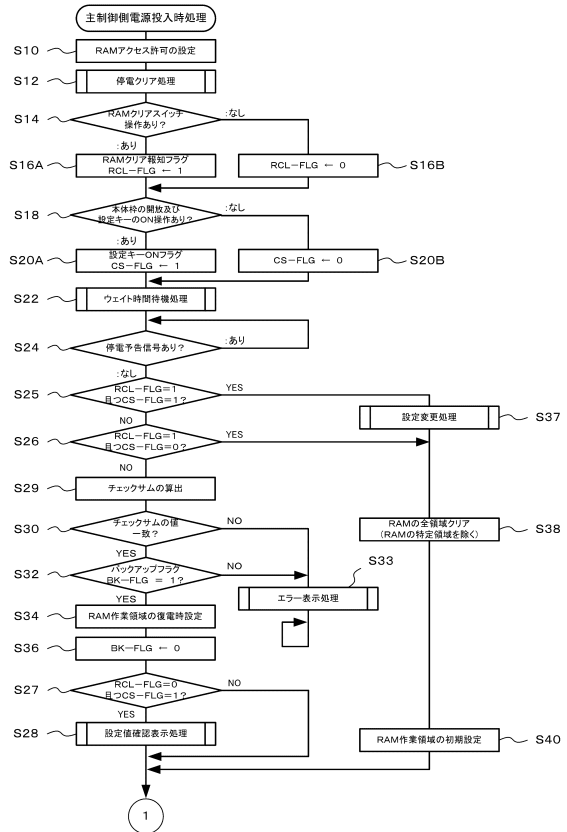 主制御側電源投入時処理
S10
RAMアクセス許可の設定
S12
停電クリア処理
S14
RAMクリアスイッチ
操作あり?
:なし
:あり
S16A
RAMクリア報知フラグ
RCL-FLG ← 1
RCL-FLG ← 0
S16B
S18
本体枠の開放及び
設定キーのON操作あり?
:なし
:あり
S20A
設定キーONフラグ
CS-FLG ← 1
CS-FLG ← 0
S20B
S22
ウェイト時間待機処理
S24
停電予告信号あり?
:あり
:なし
S25
RCL-FLG=1
且つCS-FLG=1?
YES
NO
設定変更処理
S37
S26
RCL-FLG=1
且つCS-FLG=0?
YES
NO
S29
チェックサムの算出
S30
チェックサムの値
一致?
NO
YES
RAMの全領域クリア
(RAMの特定領域を除く)
S38
S32
バックアップフラグ
BK-FLG = 1?
NO
YES
S33
エラー表示処理
S34
RAM作業領域の復電時設定
S36
BK-FLG ← 0
S27
RCL-FLG=0
且つCS-FLG=1?
NO
YES
S28
設定値確認表示処理
RAM作業領域の初期設定
S40
1